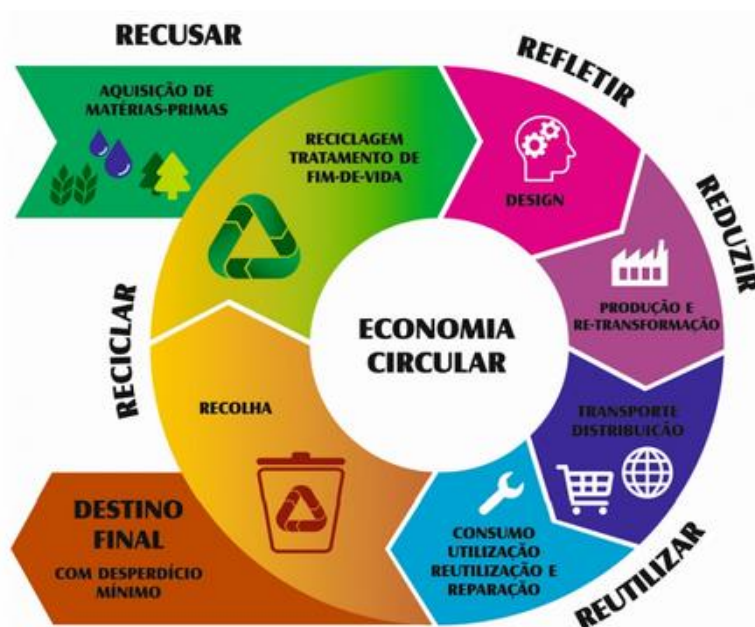 RECUSAR
AQUISIÇÃO DE
MATÉRIAS-PRIMAS
RECICLAGEM
TRATAMENTO DE
FIM-DE-VIDA
REFLETIR
DESIGN
REDUZIR
PRODUÇÃO E
RE-TRANSFORMAÇÃO
ECONOMIA
CIRCULAR
TRANSPORTE
DISTRIBUIÇÃO
REUTILIZAR
CONSUMO
UTILIZAÇÃO
REUTILIZAÇÃO E
REPARAÇÃO
RECICLAR
RECOLHA
DESTINO
FINAL
COM DESPERDÍCIO
MÍNIMO